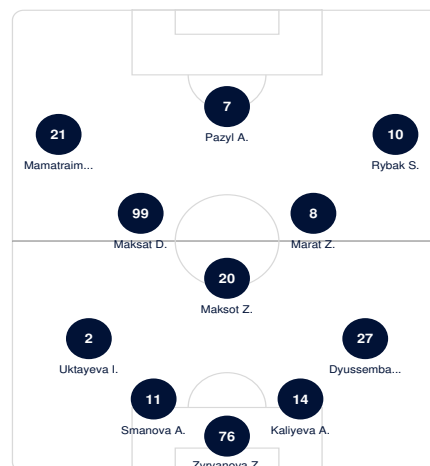 7
Pazyl A.
21
Mamatraim...
10
Rybak S.
99
Maksat D.
8
Marat Z.
20
Maksot Z.
2
Uktayeva I.
27
Dyussemba...
11
Smanova A.
14
Kaliyeva A.
76
Zyryanova Z.